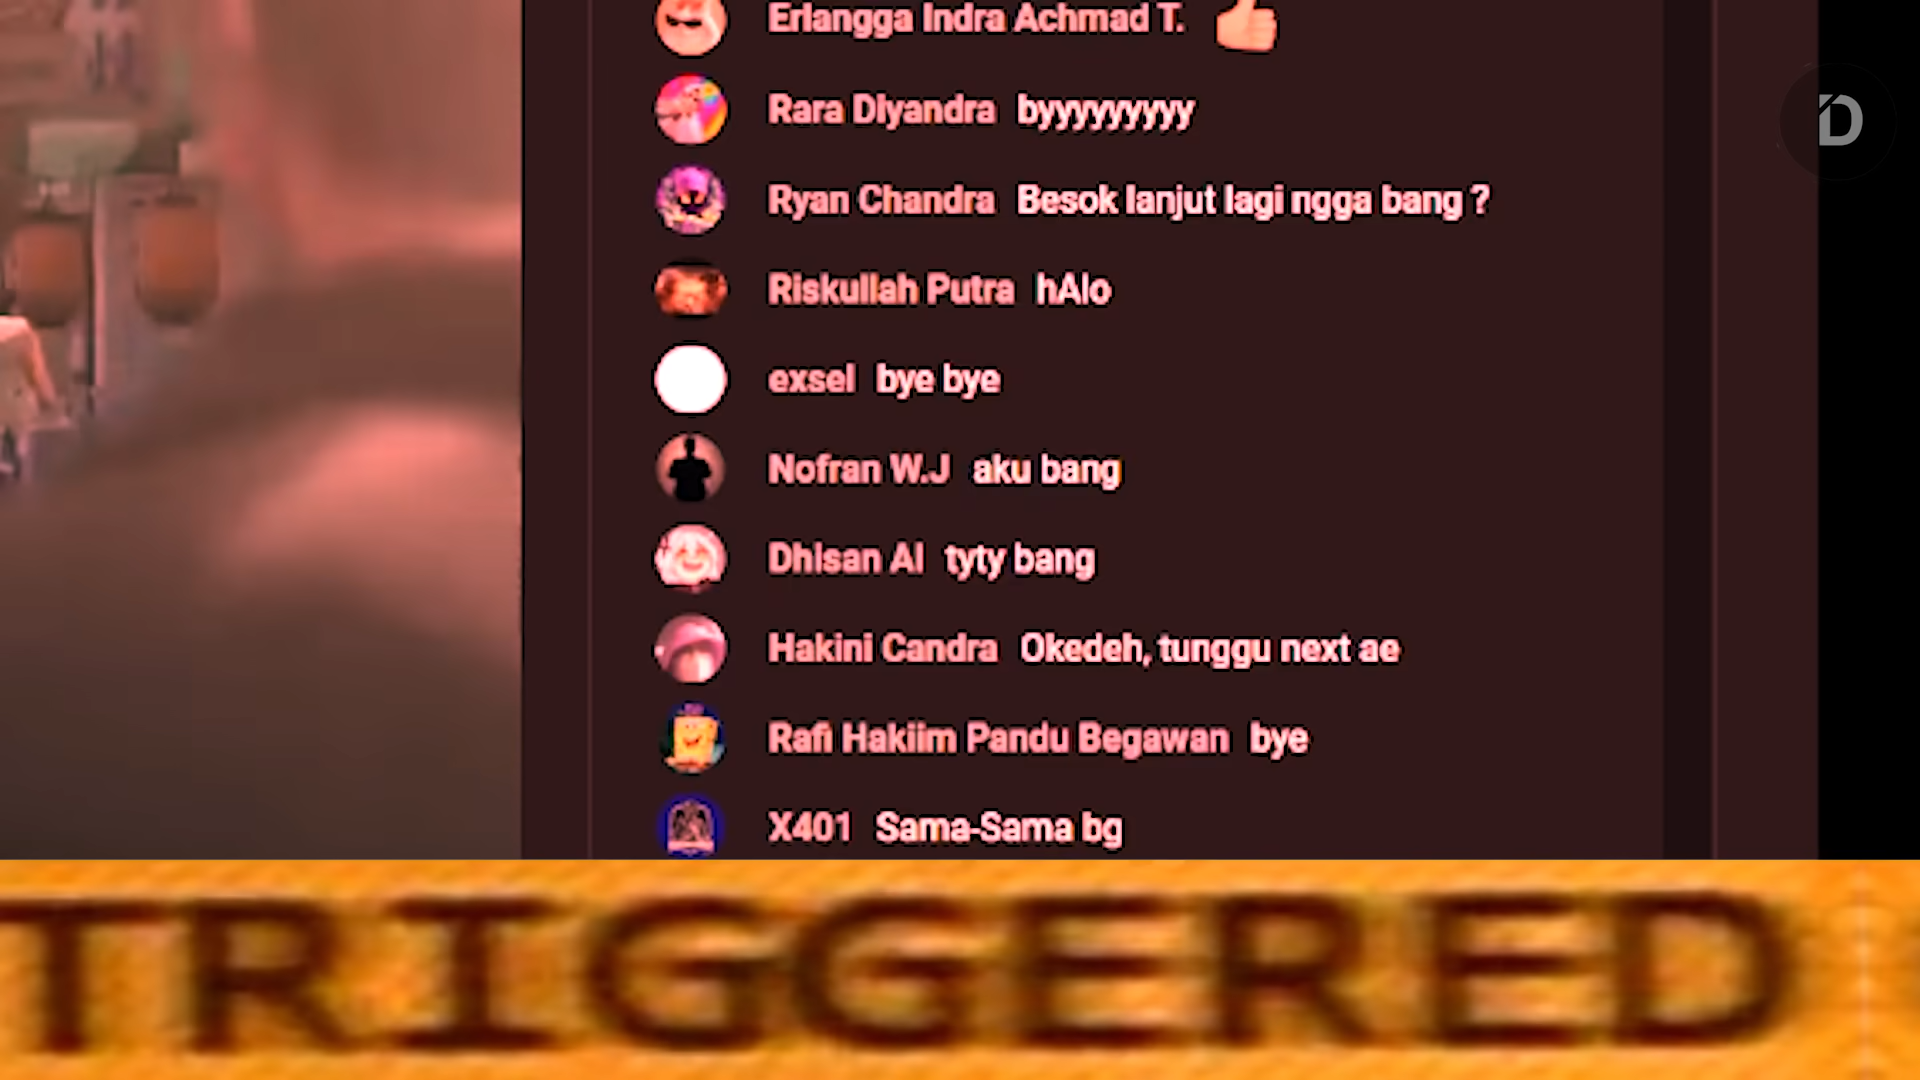 Erlangga Indra Achmad T. 👍
Rara Diyandra byyyyyyyyy
Ryan Chandra Besok lanjut lagi ngga bang ?
Riskullah Putra hAlo
exsel bye bye
Nofran W.J aku bang
Dhisan Al tyty bang
Hakini Candra Okedeh, tunggu next ae
Rafi Hakiim Pandu Begawan bye
X401 Sama-Sama bg
TRIGGERED